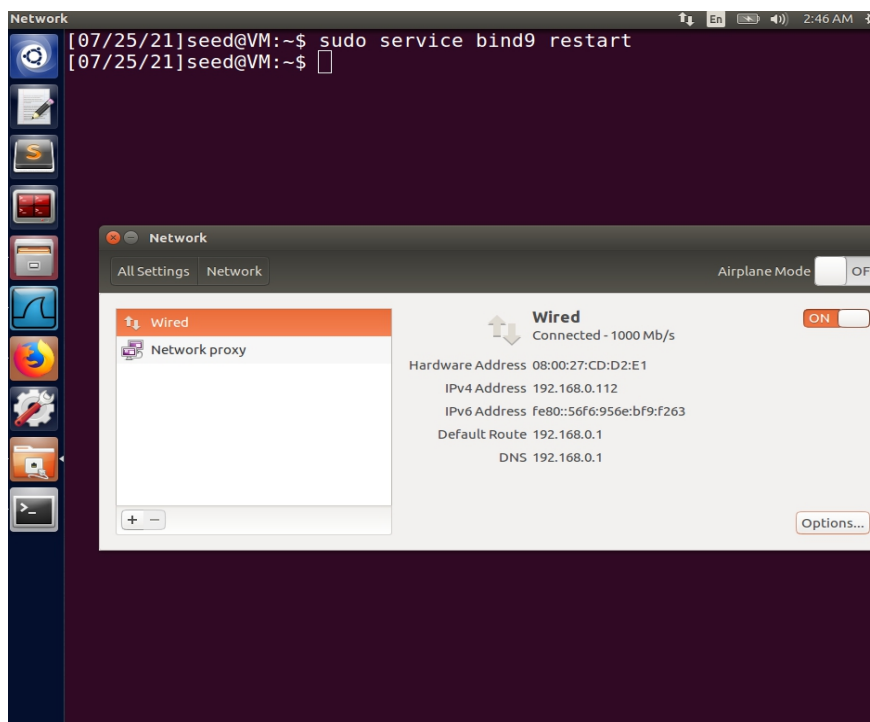 Network En 2:46 AM
[07/25/21]seed@VM:~$ sudo service bind9 restart
[07/25/21]seed@VM:~$
Network
All Settings Network Airplane Mode OF
Wired
Network proxy
Wired
Connected - 1000 Mb/s
ON
Hardware Address 08:00:27:CD:D2:E1
IPv4 Address 192.168.0.112
IPv6 Address fe80::56f6:956e:bf9:f263
Default Route 192.168.0.1
DNS 192.168.0.1
+ −
Options...